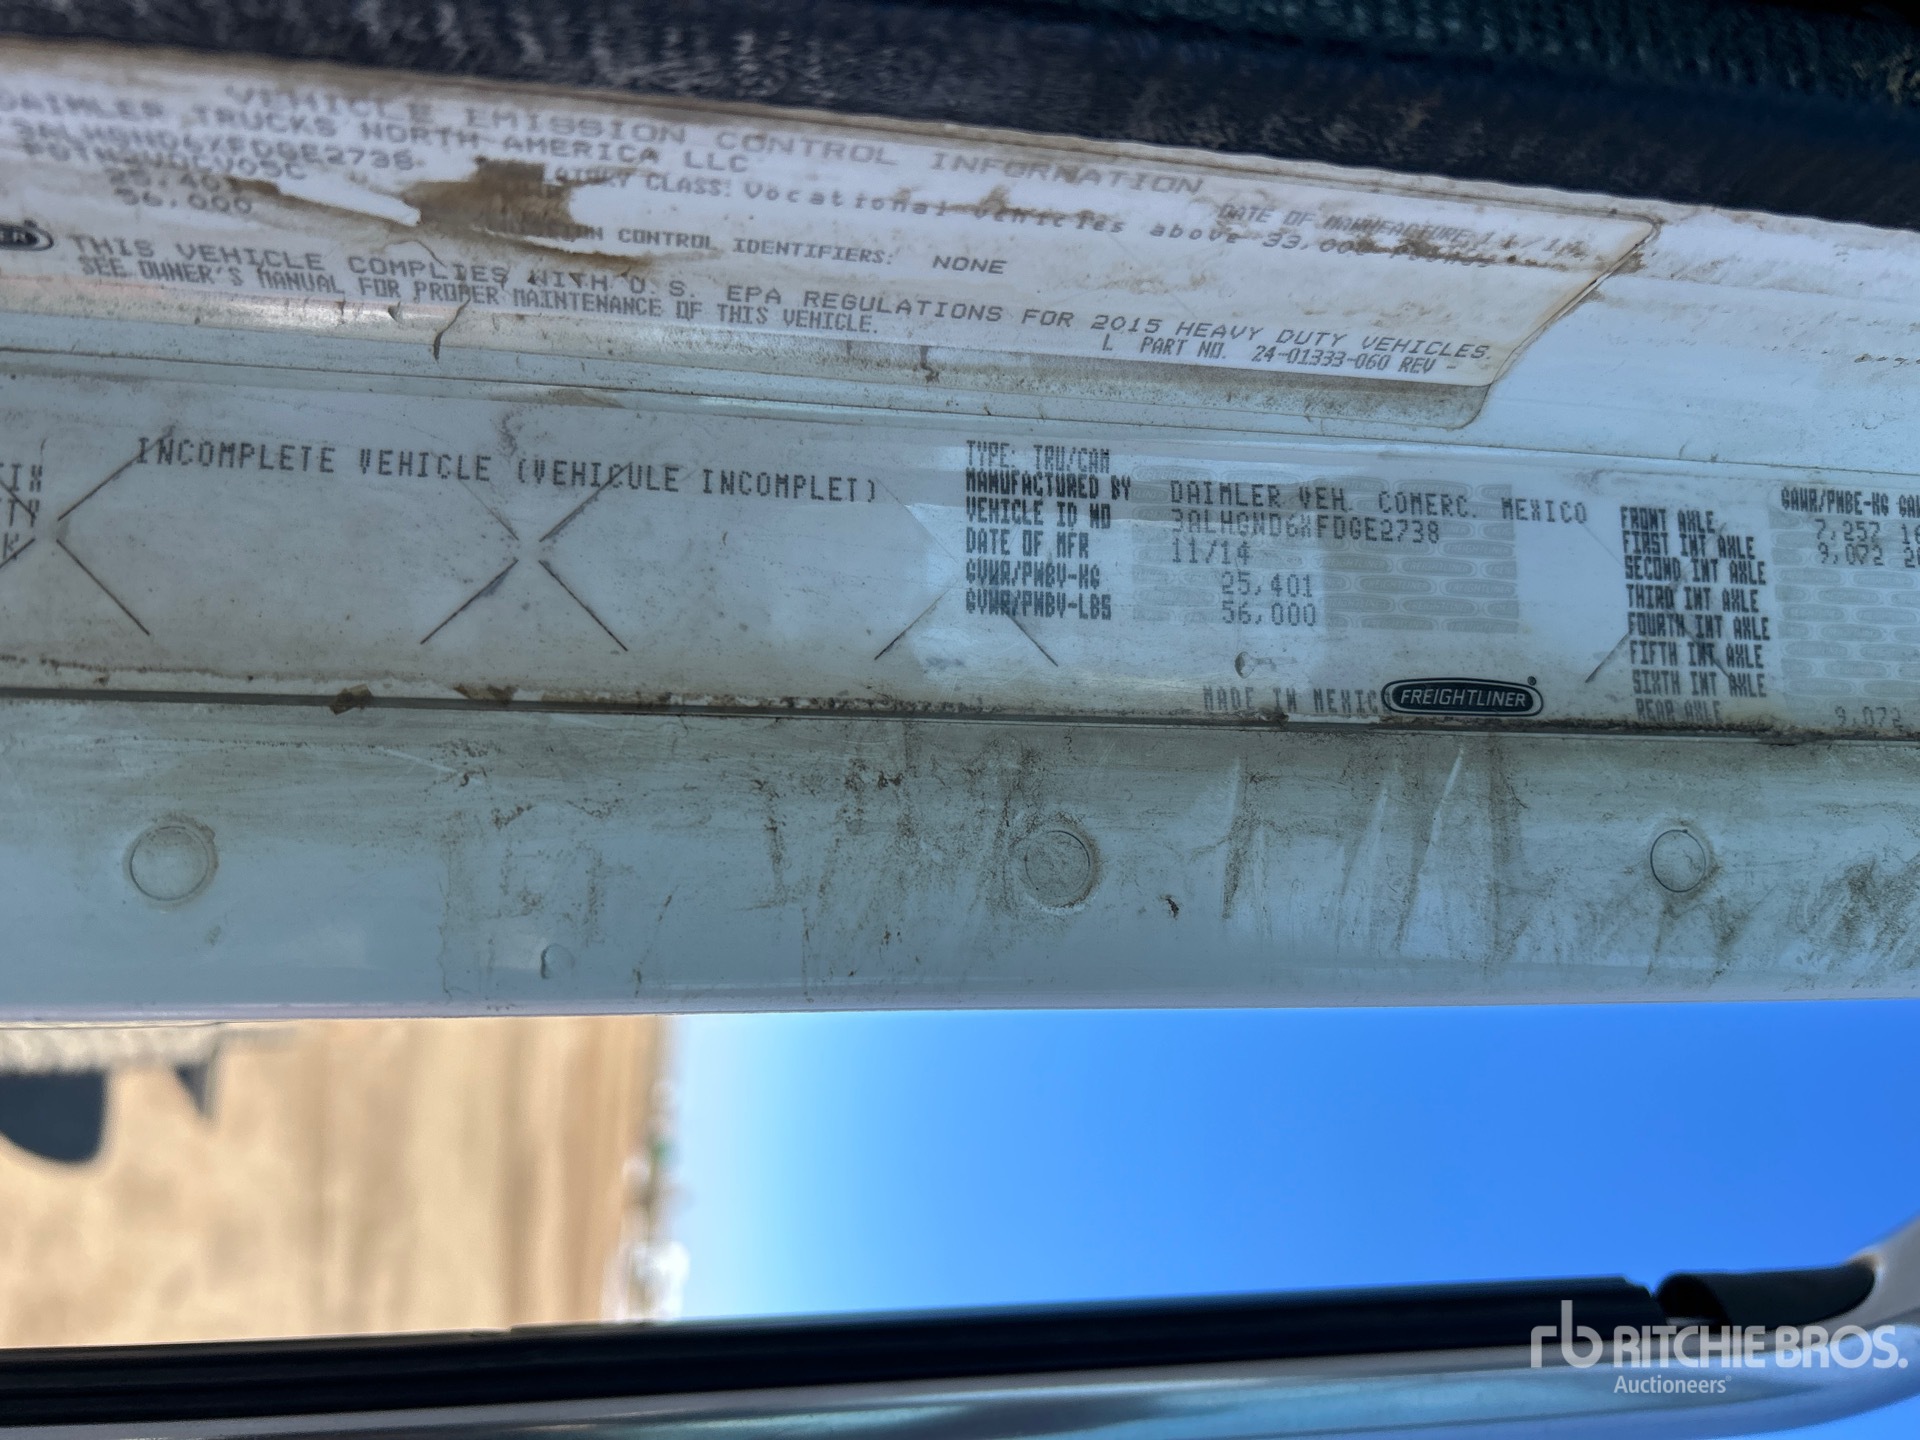 VEHICLE EMISSION CONTROL INFORMATION
DAIMLER TRUCKS NORTH AMERICA LLC
DATE OF MANUFACTURE: 11/14
CLASS: Vocational vehicles above 33,000 Pounds
25,401
56,000
CONTROL IDENTIFIERS: NONE
THIS VEHICLE COMPLIES WITH U.S. EPA REGULATIONS FOR 2015 HEAVY DUTY VEHICLES.
SEE OWNER'S MANUAL FOR PROPER MAINTENANCE OF THIS VEHICLE.
L PART NO. 24-01333-060 REV -
INCOMPLETE VEHICLE (VEHICULE INCOMPLET)
TYPE: TRU/CAM
MANUFACTURED BY DAIMLER VEH. COMERC. MEXICO
VEHICLE ID NO 3ALHGND6XFDGE2738
DATE OF MFR 11/14
GVWR/PNBV-KG 25,401
GVWR/PNBV-LBS 56,000
MADE IN MEXICO
FREIGHTLINER
GAWR/PNBE-KG
FRONT AXLE 7,257
FIRST INT AXLE 9,072
SECOND INT AXLE
THIRD INT AXLE
FOURTH INT AXLE
FIFTH INT AXLE
SIXTH INT AXLE
REAR AXLE 9,072
rb RITCHIE BROS.
Auctioneers